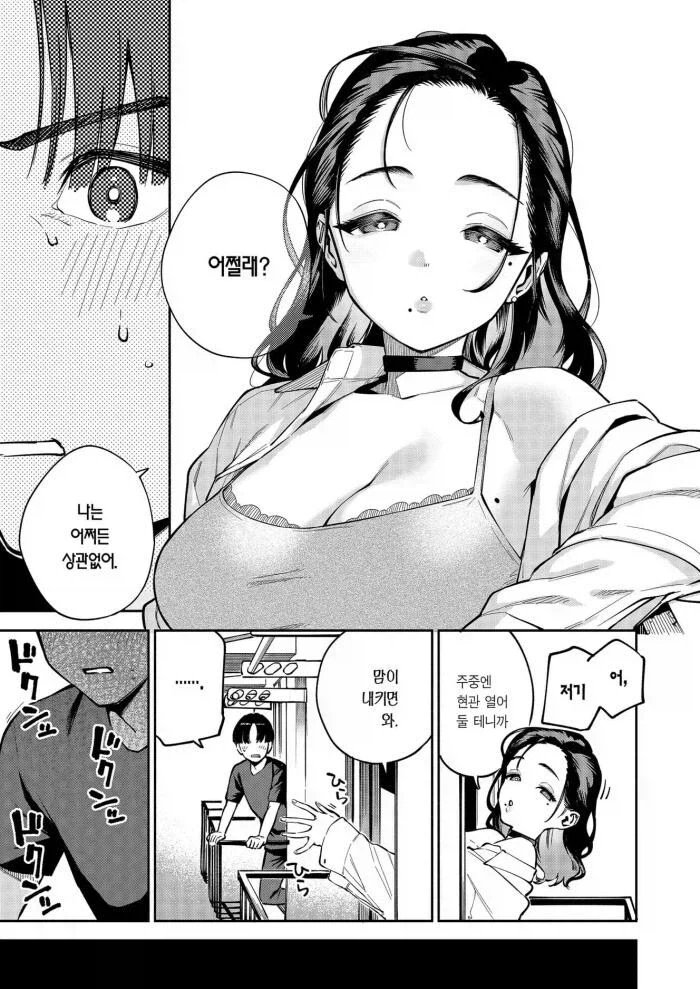 어쩔래?
나는
어쩌든
상관없어.
어,
저기
주중엔
현관 열어
둘 테니까
맘이
내키면
와.
……．
ひら
ひら
ドクンッ
ドクンッ
ドクンッ